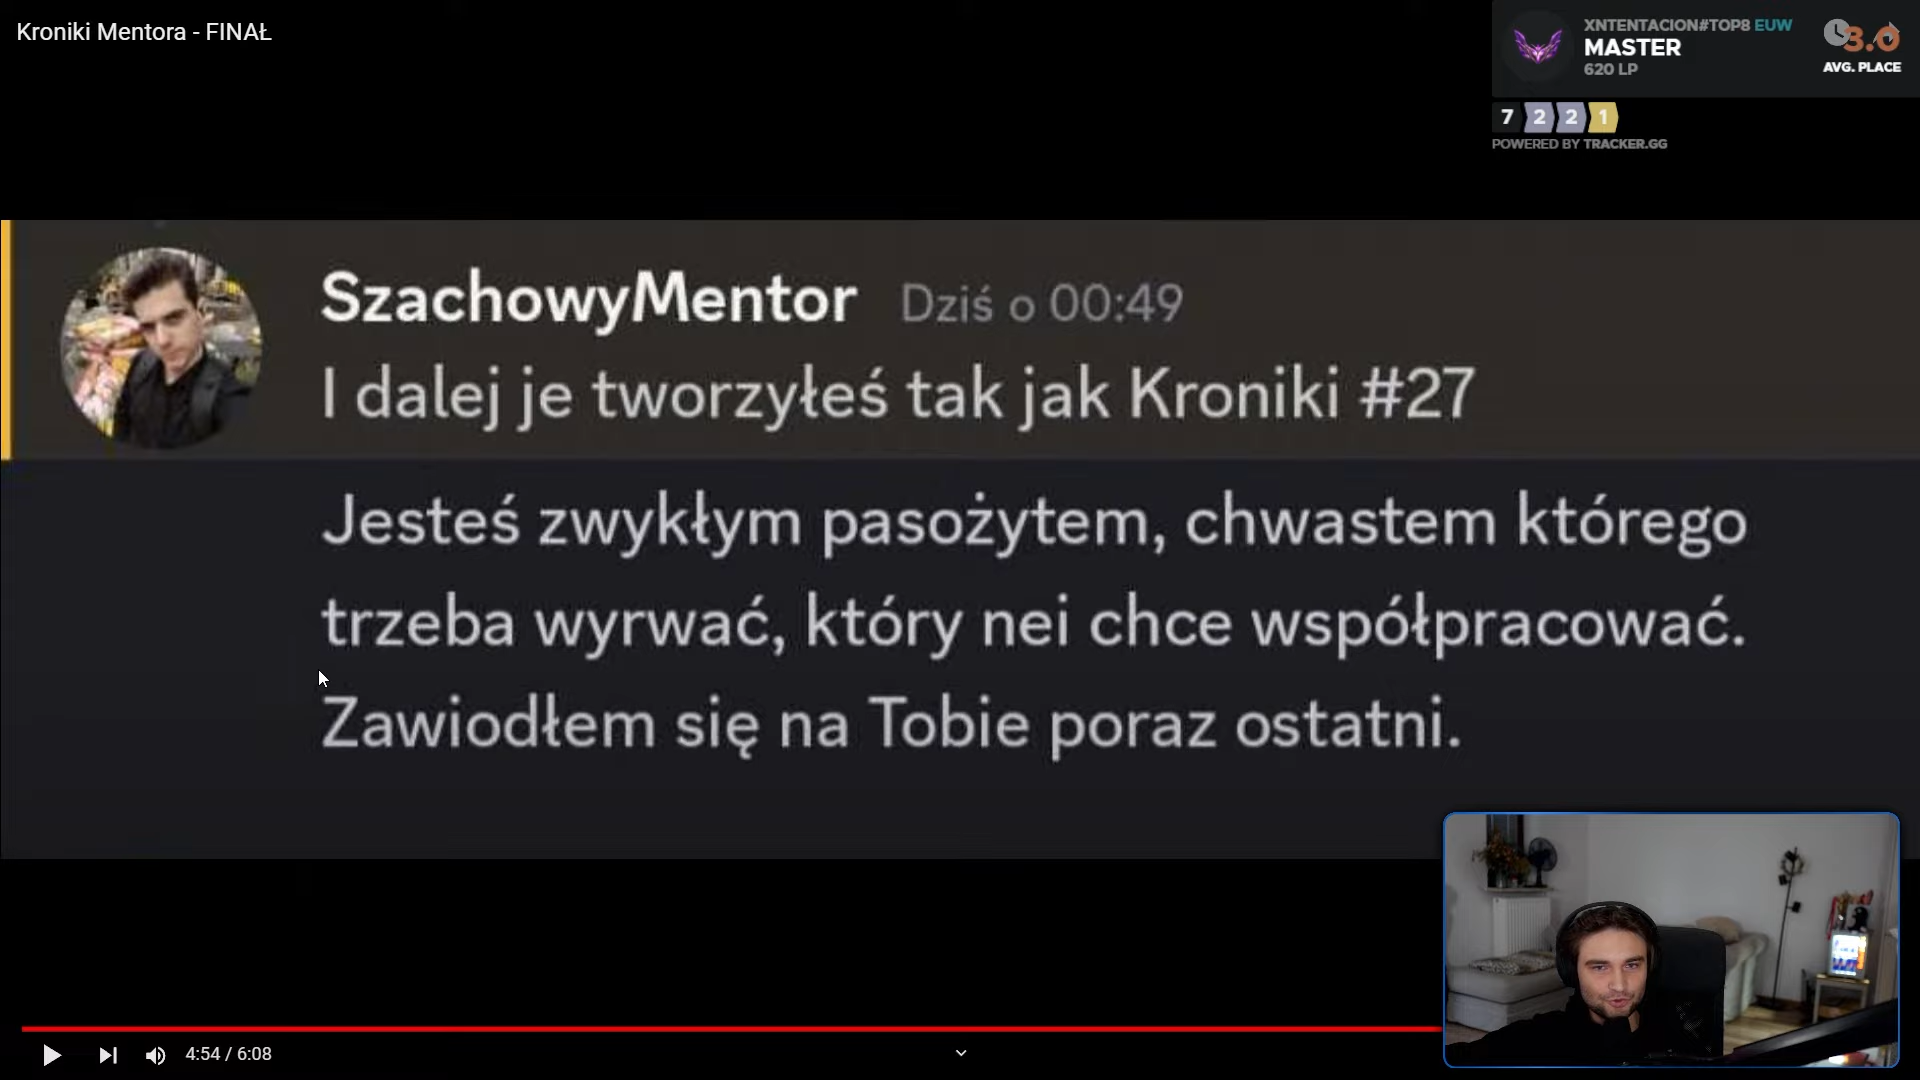 Kroniki Mentora - FINAŁ
XNTENTACION#TOP8 EUW
MASTER
620 LP
3.0
AVG. PLACE
7 2 2 1
POWERED BY TRACKER.GG
SzachowyMentor Dziś o 00:49
I dalej je tworzyłeś tak jak Kroniki #27
Jesteś zwykłym pasożytem, chwastem którego
trzeba wyrwać, który nei chce współpracować.
Zawiodłem się na Tobie poraz ostatni.
4:54 / 6:08